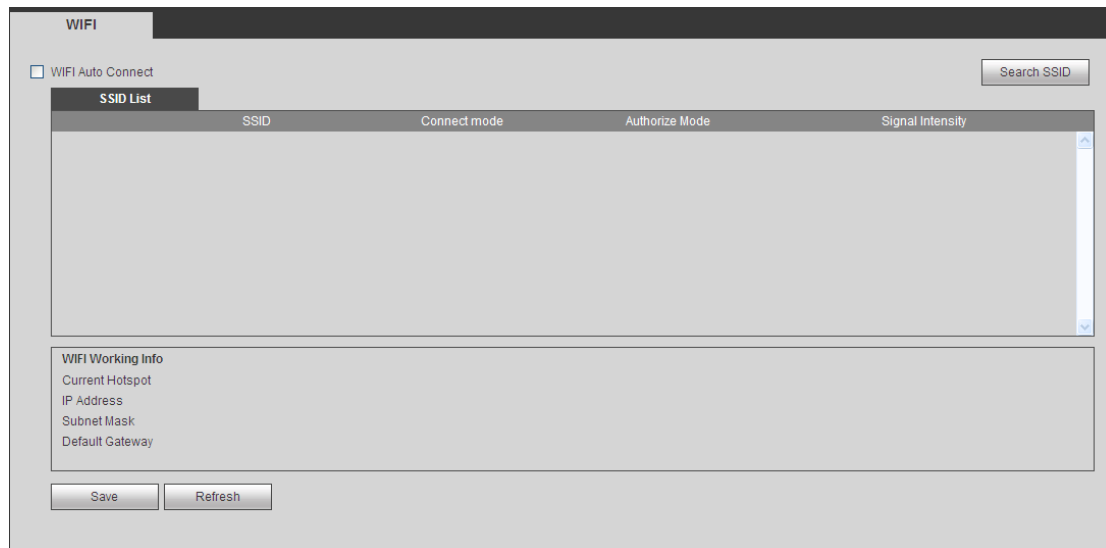 WIFI
WIFI Auto Connect
Search SSID
SSID List
SSID Connect mode Authorize Mode Signal Intensity
WIFI Working Info
Current Hotspot
IP Address
Subnet Mask
Default Gateway
Save Refresh